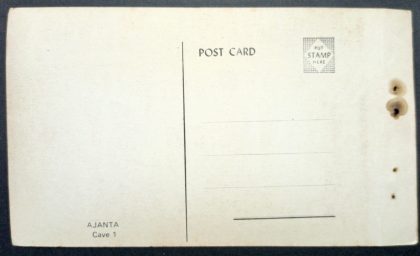 POST CARD
PUT
STAMP
HERE
AJANTA
Cave 1